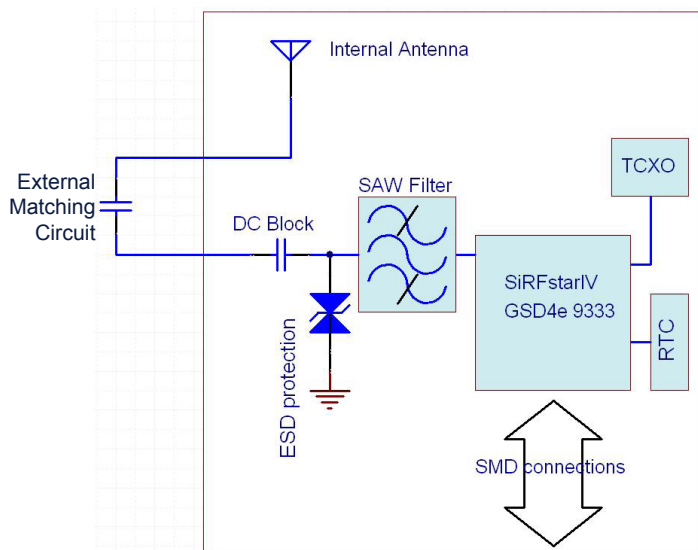 Internal Antenna
TCXO
External
Matching
Circuit
SAW Filter
DC Block
SiRFstarIV
GSD4e 9333
RTC
ESD protection
SMD connections